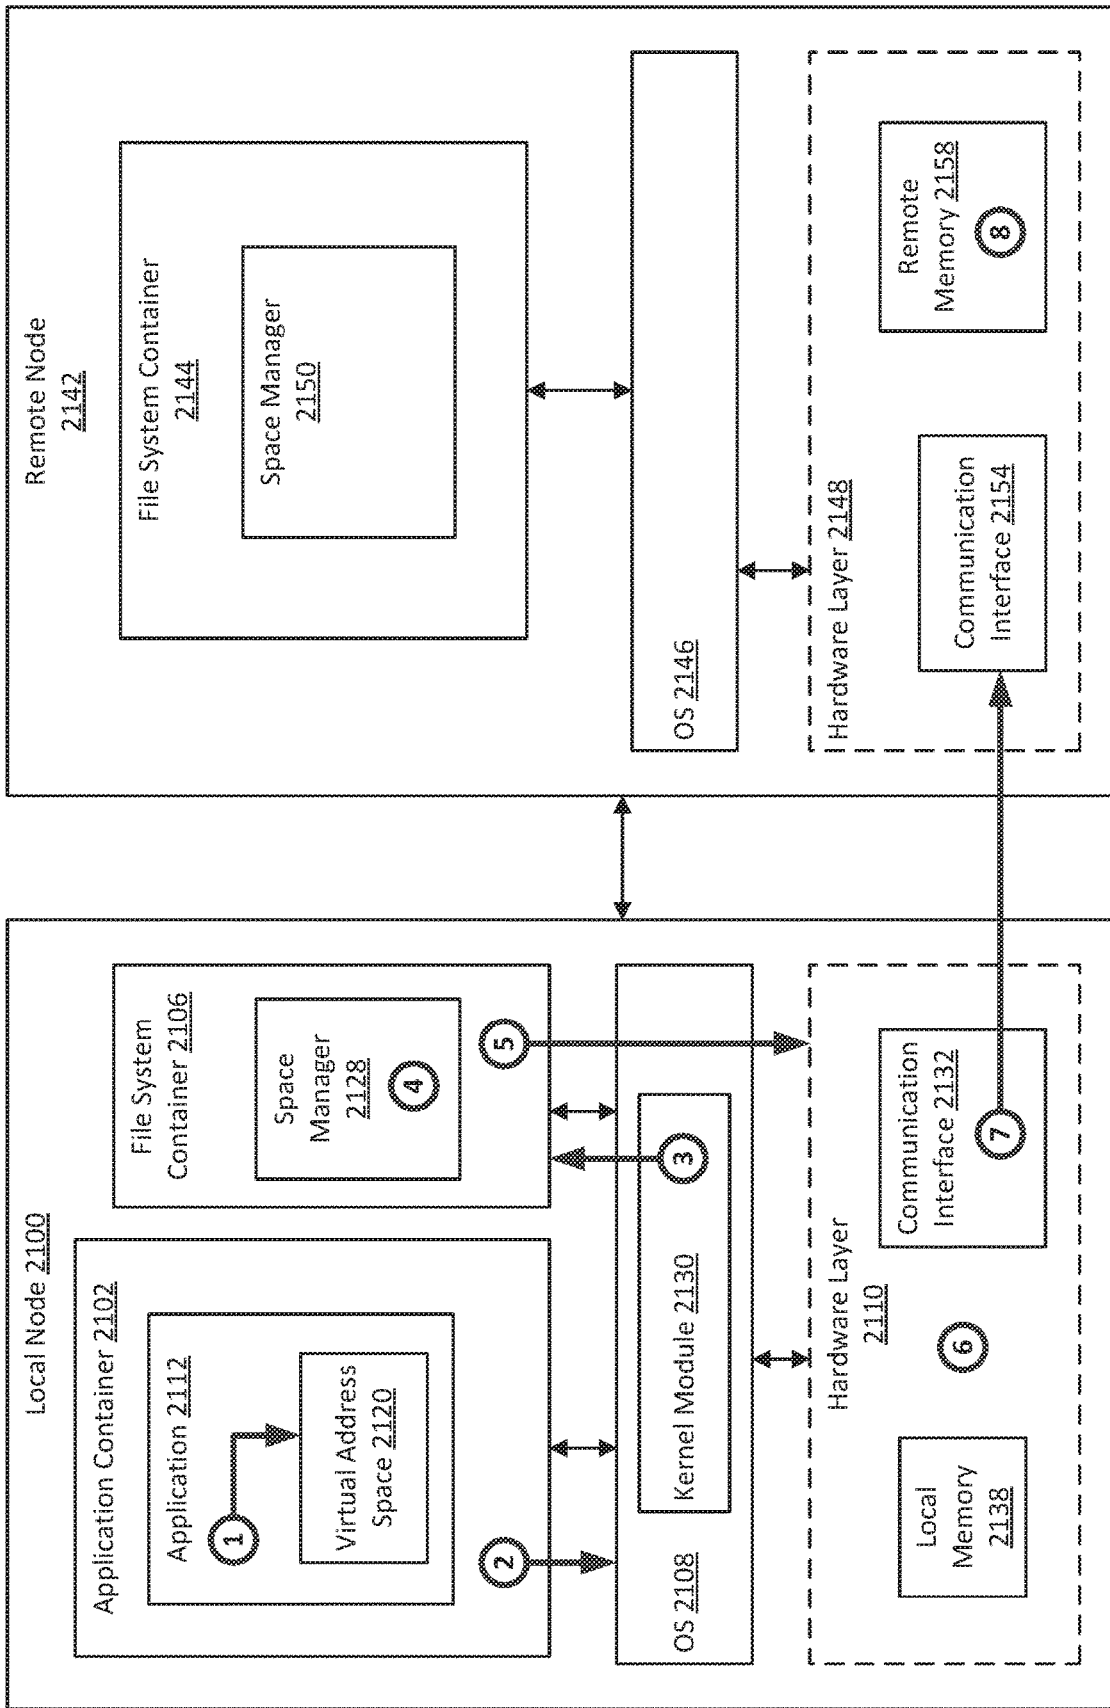 Local Node 2100
Application Container 2102
Application 2112
1
Virtual Address
Space 2120
2
File System
Container 2106
Space
Manager
2128
4
5
OS 2108
Kernel Module 2130
3
Hardware Layer
2110
Local
Memory
2138
6
Communication
Interface 2132
7
Remote Node
2142
File System Container
2144
Space Manager
2150
OS 2146
Hardware Layer 2148
Communication
Interface 2154
Remote
Memory 2158
8